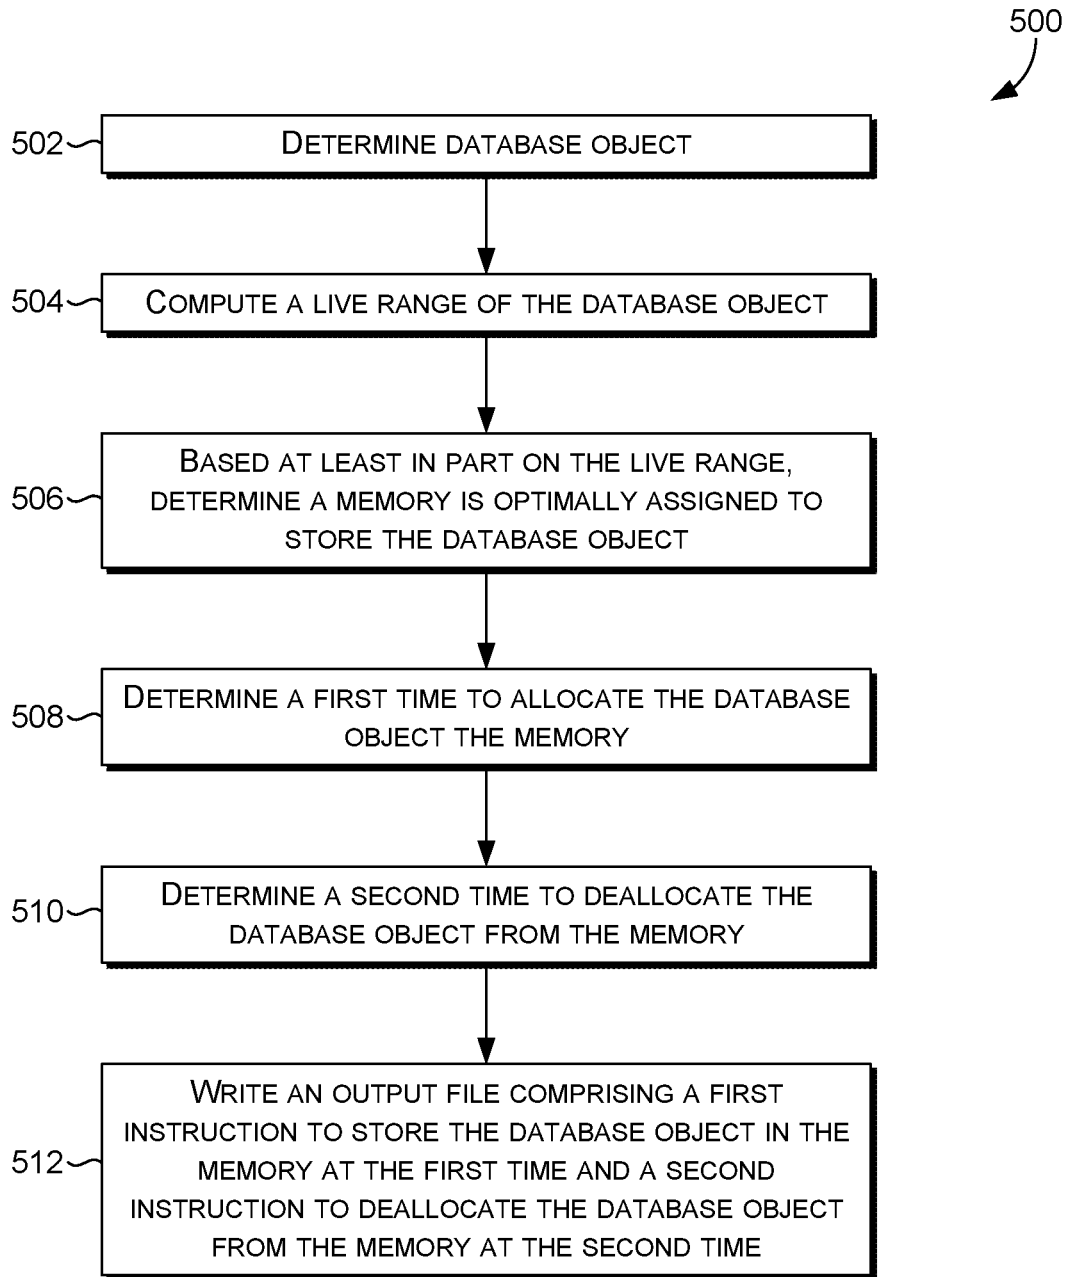 500
502 DETERMINE DATABASE OBJECT
504 COMPUTE A LIVE RANGE OF THE DATABASE OBJECT
BASED AT LEAST IN PART ON THE LIVE RANGE,
506 DETERMINE A MEMORY IS OPTIMALLY ASSIGNED TO
STORE THE DATABASE OBJECT
508 DETERMINE A FIRST TIME TO ALLOCATE THE DATABASE
OBJECT THE MEMORY
510 DETERMINE A SECOND TIME TO DEALLOCATE THE
DATABASE OBJECT FROM THE MEMORY
WRITE AN OUTPUT FILE COMPRISING A FIRST
INSTRUCTION TO STORE THE DATABASE OBJECT IN THE
512 MEMORY AT THE FIRST TIME AND A SECOND
INSTRUCTION TO DEALLOCATE THE DATABASE OBJECT
FROM THE MEMORY AT THE SECOND TIME